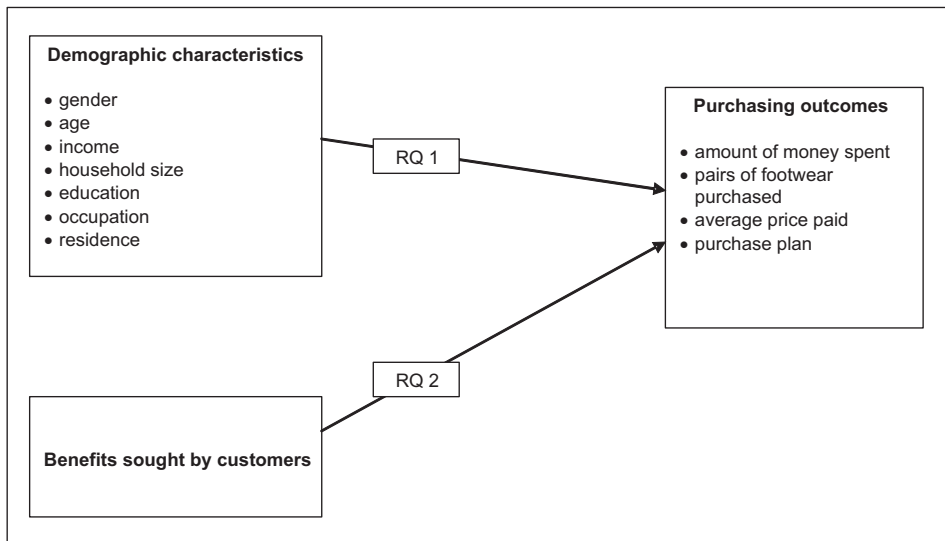 Demographic characteristics
• gender
• age
• income
• household size
• education
• occupation
• residence
RQ 1
Purchasing outcomes
• amount of money spent
• pairs of footwear
purchased
• average price paid
• purchase plan
RQ 2
Benefits sought by customers